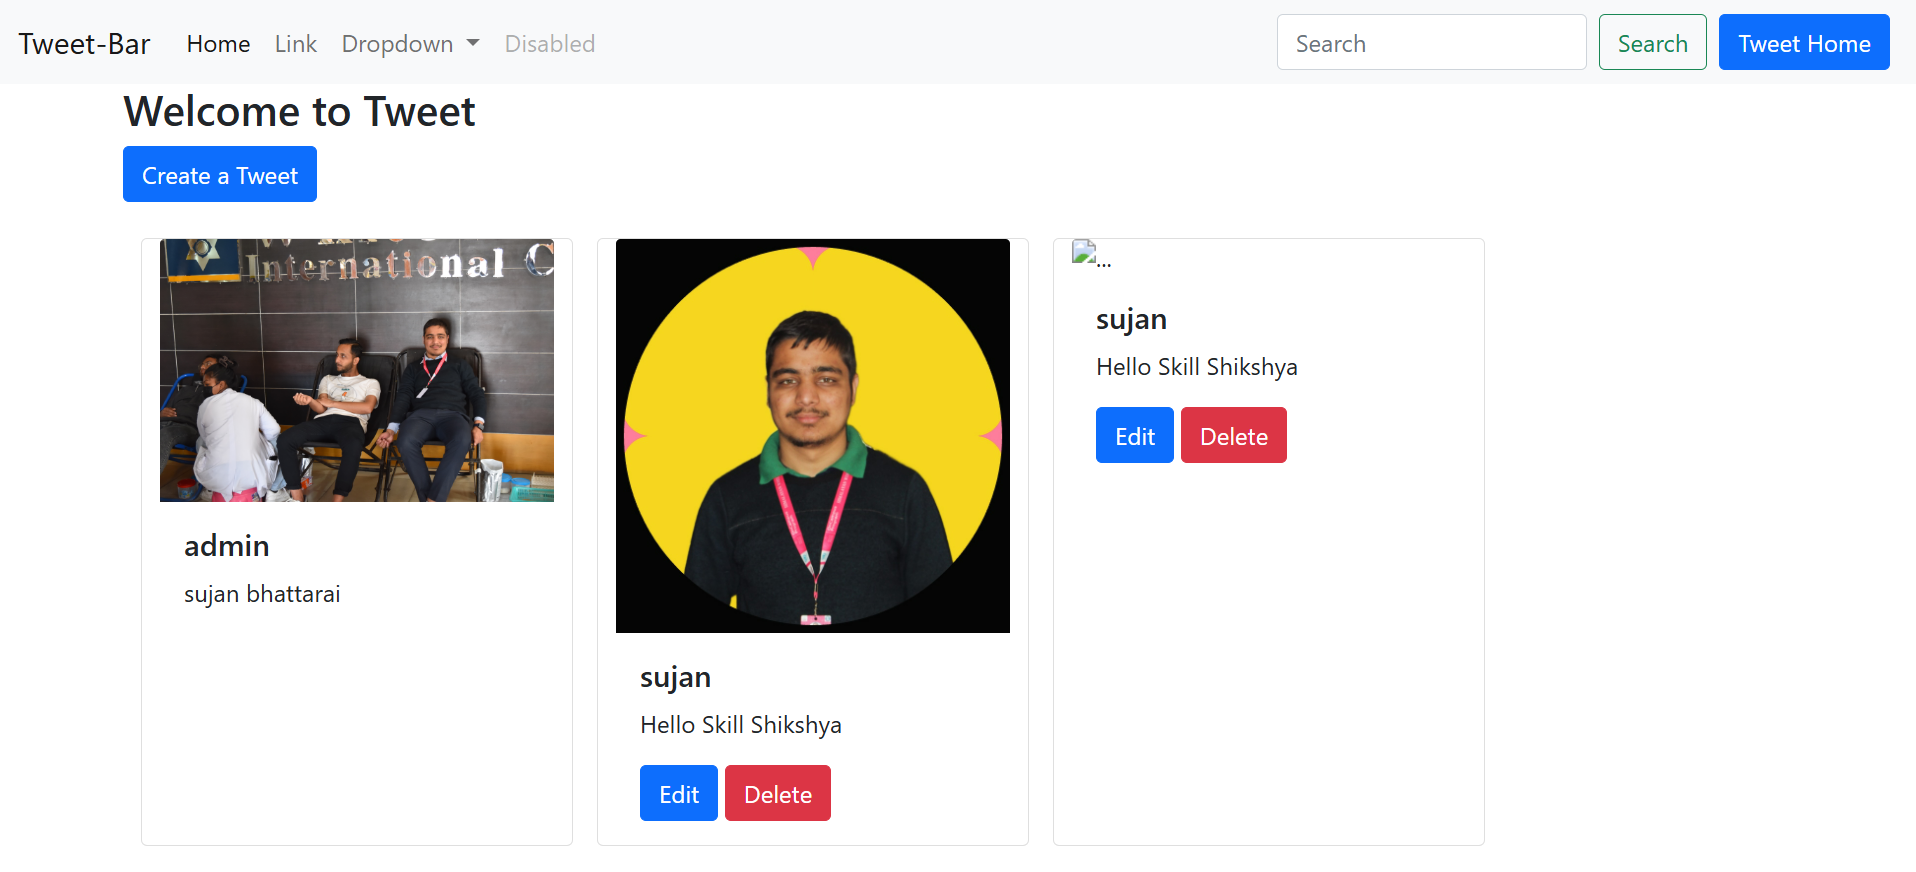 Tweet-Bar Home Link Dropdown Disabled Search Search Tweet Home
Welcome to Tweet
Create a Tweet
International C
admin
sujan bhattarai
sujan
Hello Skill Shikshya
Edit Delete
...
sujan
Hello Skill Shikshya
Edit Delete